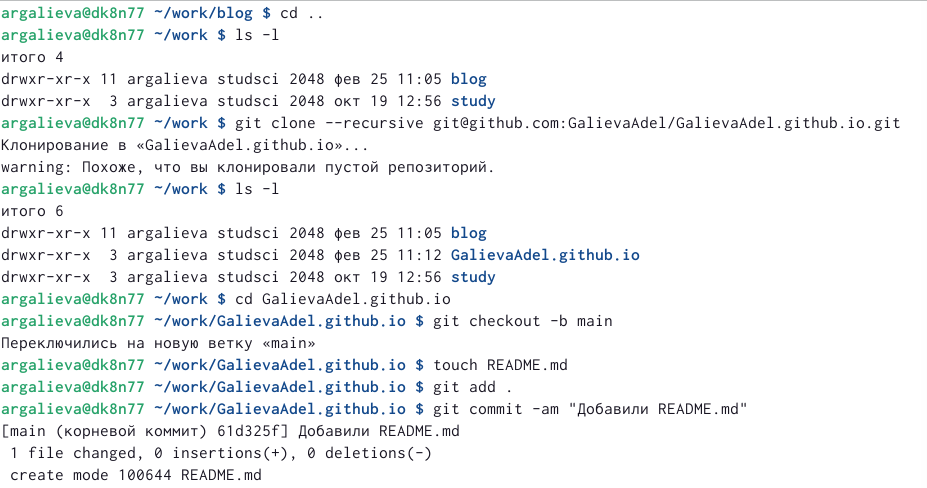 argalieva@dk8n77 ~/work/blog $ cd ..
argalieva@dk8n77 ~/work $ ls -l
итого 4
drwxr-xr-x 11 argalieva studsci 2048 фев 25 11:05 blog
drwxr-xr-x  3 argalieva studsci 2048 окт 19 12:56 study
argalieva@dk8n77 ~/work $ git clone --recursive git@github.com:GalievaAdel/GalievaAdel.github.io.git
Клонирование в «GalievaAdel.github.io»...
warning: Похоже, что вы клонировали пустой репозиторий.
argalieva@dk8n77 ~/work $ ls -l
итого 6
drwxr-xr-x 11 argalieva studsci 2048 фев 25 11:05 blog
drwxr-xr-x  3 argalieva studsci 2048 фев 25 11:12 GalievaAdel.github.io
drwxr-xr-x  3 argalieva studsci 2048 окт 19 12:56 study
argalieva@dk8n77 ~/work $ cd GalievaAdel.github.io
argalieva@dk8n77 ~/work/GalievaAdel.github.io $ git checkout -b main
Переключились на новую ветку «main»
argalieva@dk8n77 ~/work/GalievaAdel.github.io $ touch README.md
argalieva@dk8n77 ~/work/GalievaAdel.github.io $ git add .
argalieva@dk8n77 ~/work/GalievaAdel.github.io $ git commit -am "Добавили README.md"
[main (корневой коммит) 61d325f] Добавили README.md
 1 file changed, 0 insertions(+), 0 deletions(-)
 create mode 100644 README.md